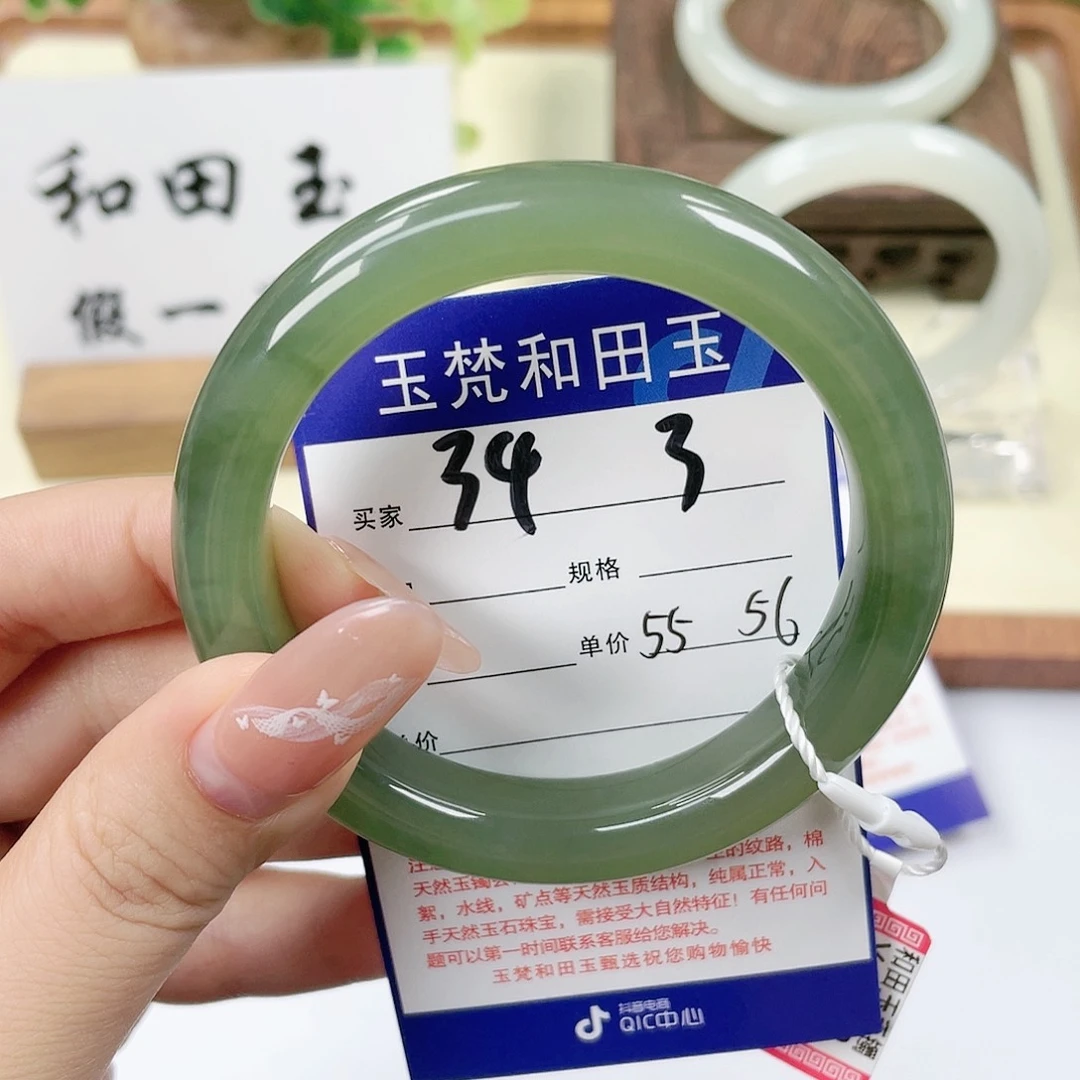 和田玉
假一
玉梵和田玉
买家 34 3
规格
单价 55 56
价
生的纹路，棉
天然玉镯
絮，水线，矿点等天然玉质结构，纯属正常，入
手天然玉石珠宝，需接受大自然特征！有任何问
题可以第一时间联系客服给您解决。
玉梵和田玉甄选祝您购物愉快
抖音电商
QIC中心